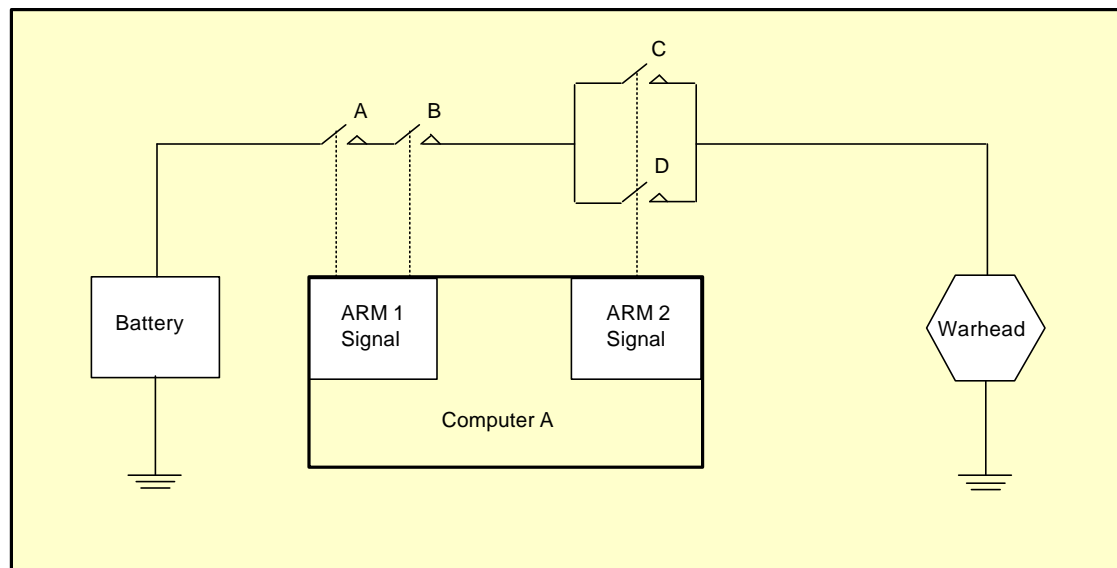 C
A
B
D
Battery
ARM 1
Signal
ARM 2
Signal
Warhead
Computer A